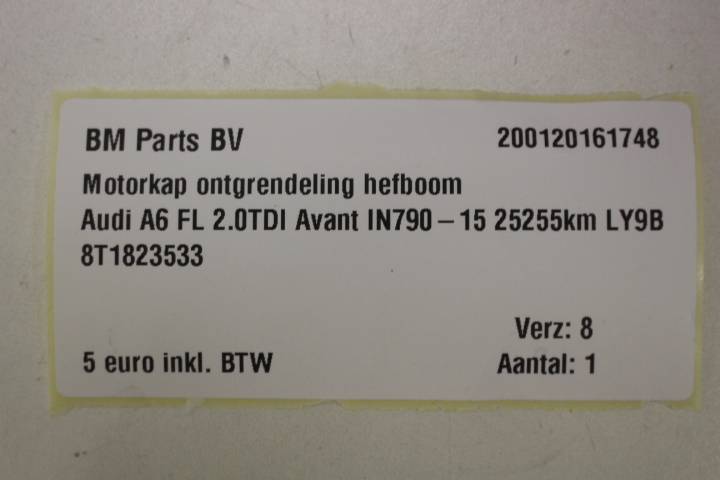 BM Parts BV 200120161748
Motorkap ontgrendeling hefboom
Audi A6 FL 2.0TDI Avant IN790-15 25255km LY9B
8T1823533
Verz: 8
5 euro inkl. BTW Aantal: 1